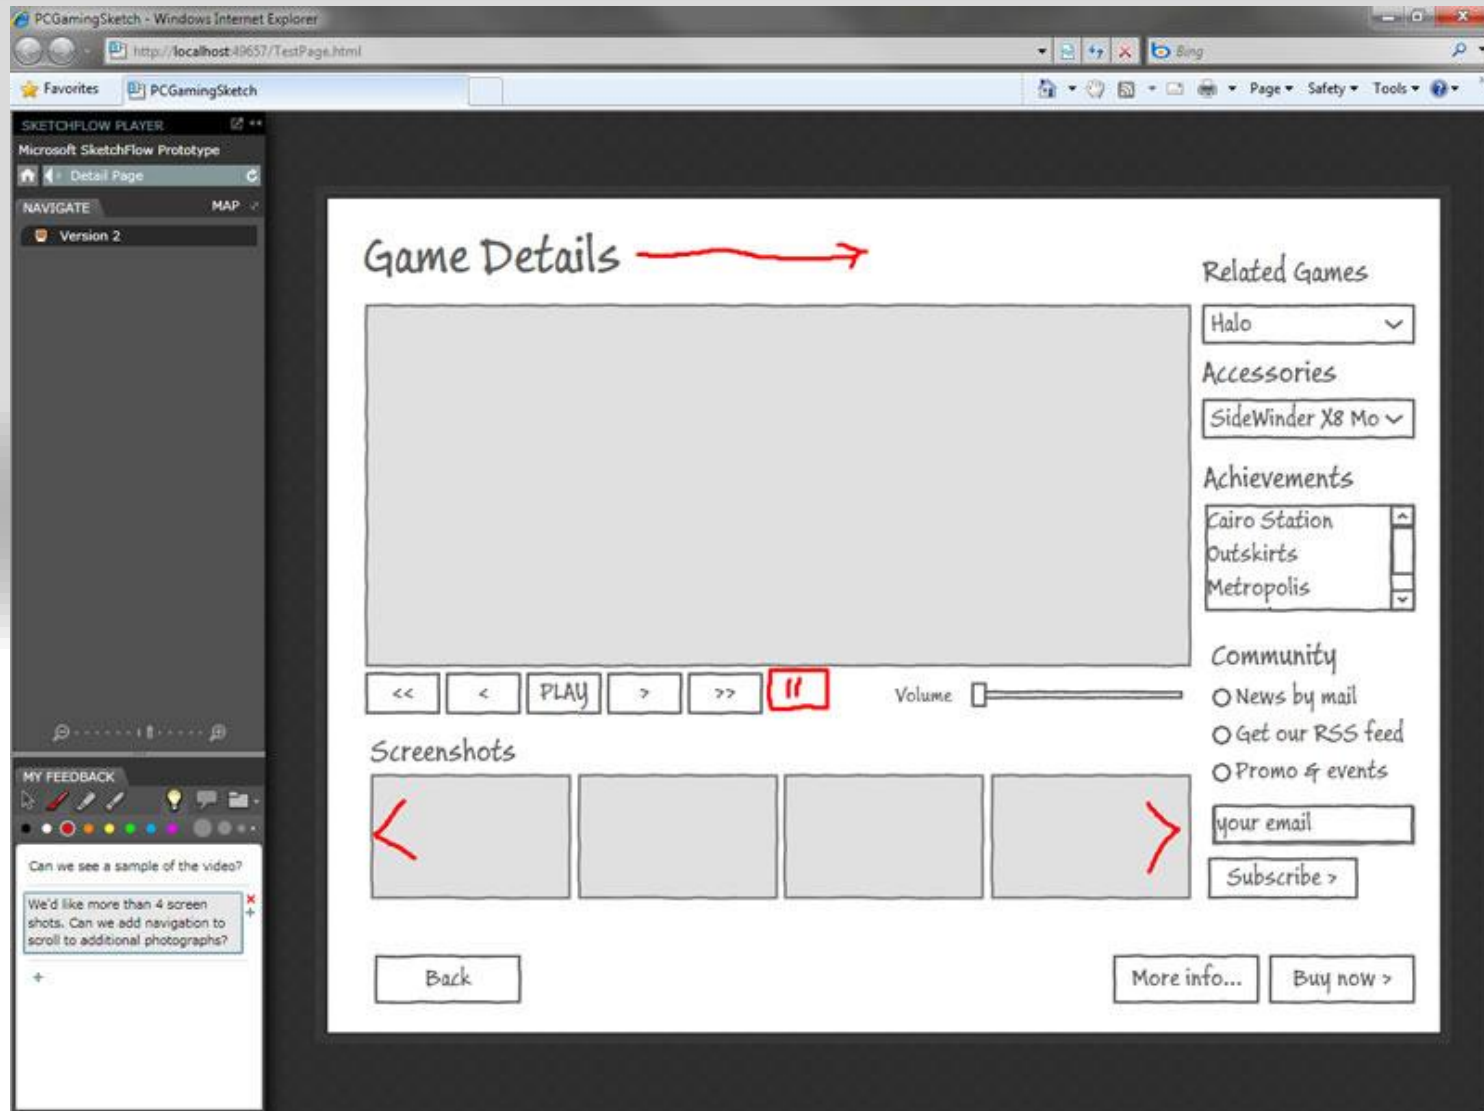 PCGamingSketch - Windows Internet Explorer
http://localhost:49657/TestPage.html
Bing
Favorites
PCGamingSketch
Page
Safety
Tools
SKETCHFLOW PLAYER
Microsoft SketchFlow Prototype
Detail Page
NAVIGATE
MAP
Version 2
Game Details
Related Games
Halo
Accessories
SideWinder X8 Mo
Achievements
Cairo Station
Outskirts
Metropolis
<<
<
PLAY
>
>>
Volume
Community
News by mail
Get our RSS feed
Promo & events
your email
Subscribe >
Screenshots
Back
More info...
Buy now >
MY FEEDBACK
Can we see a sample of the video?
We'd like more than 4 screen
shots. Can we add navigation to
scroll to additional photographs?